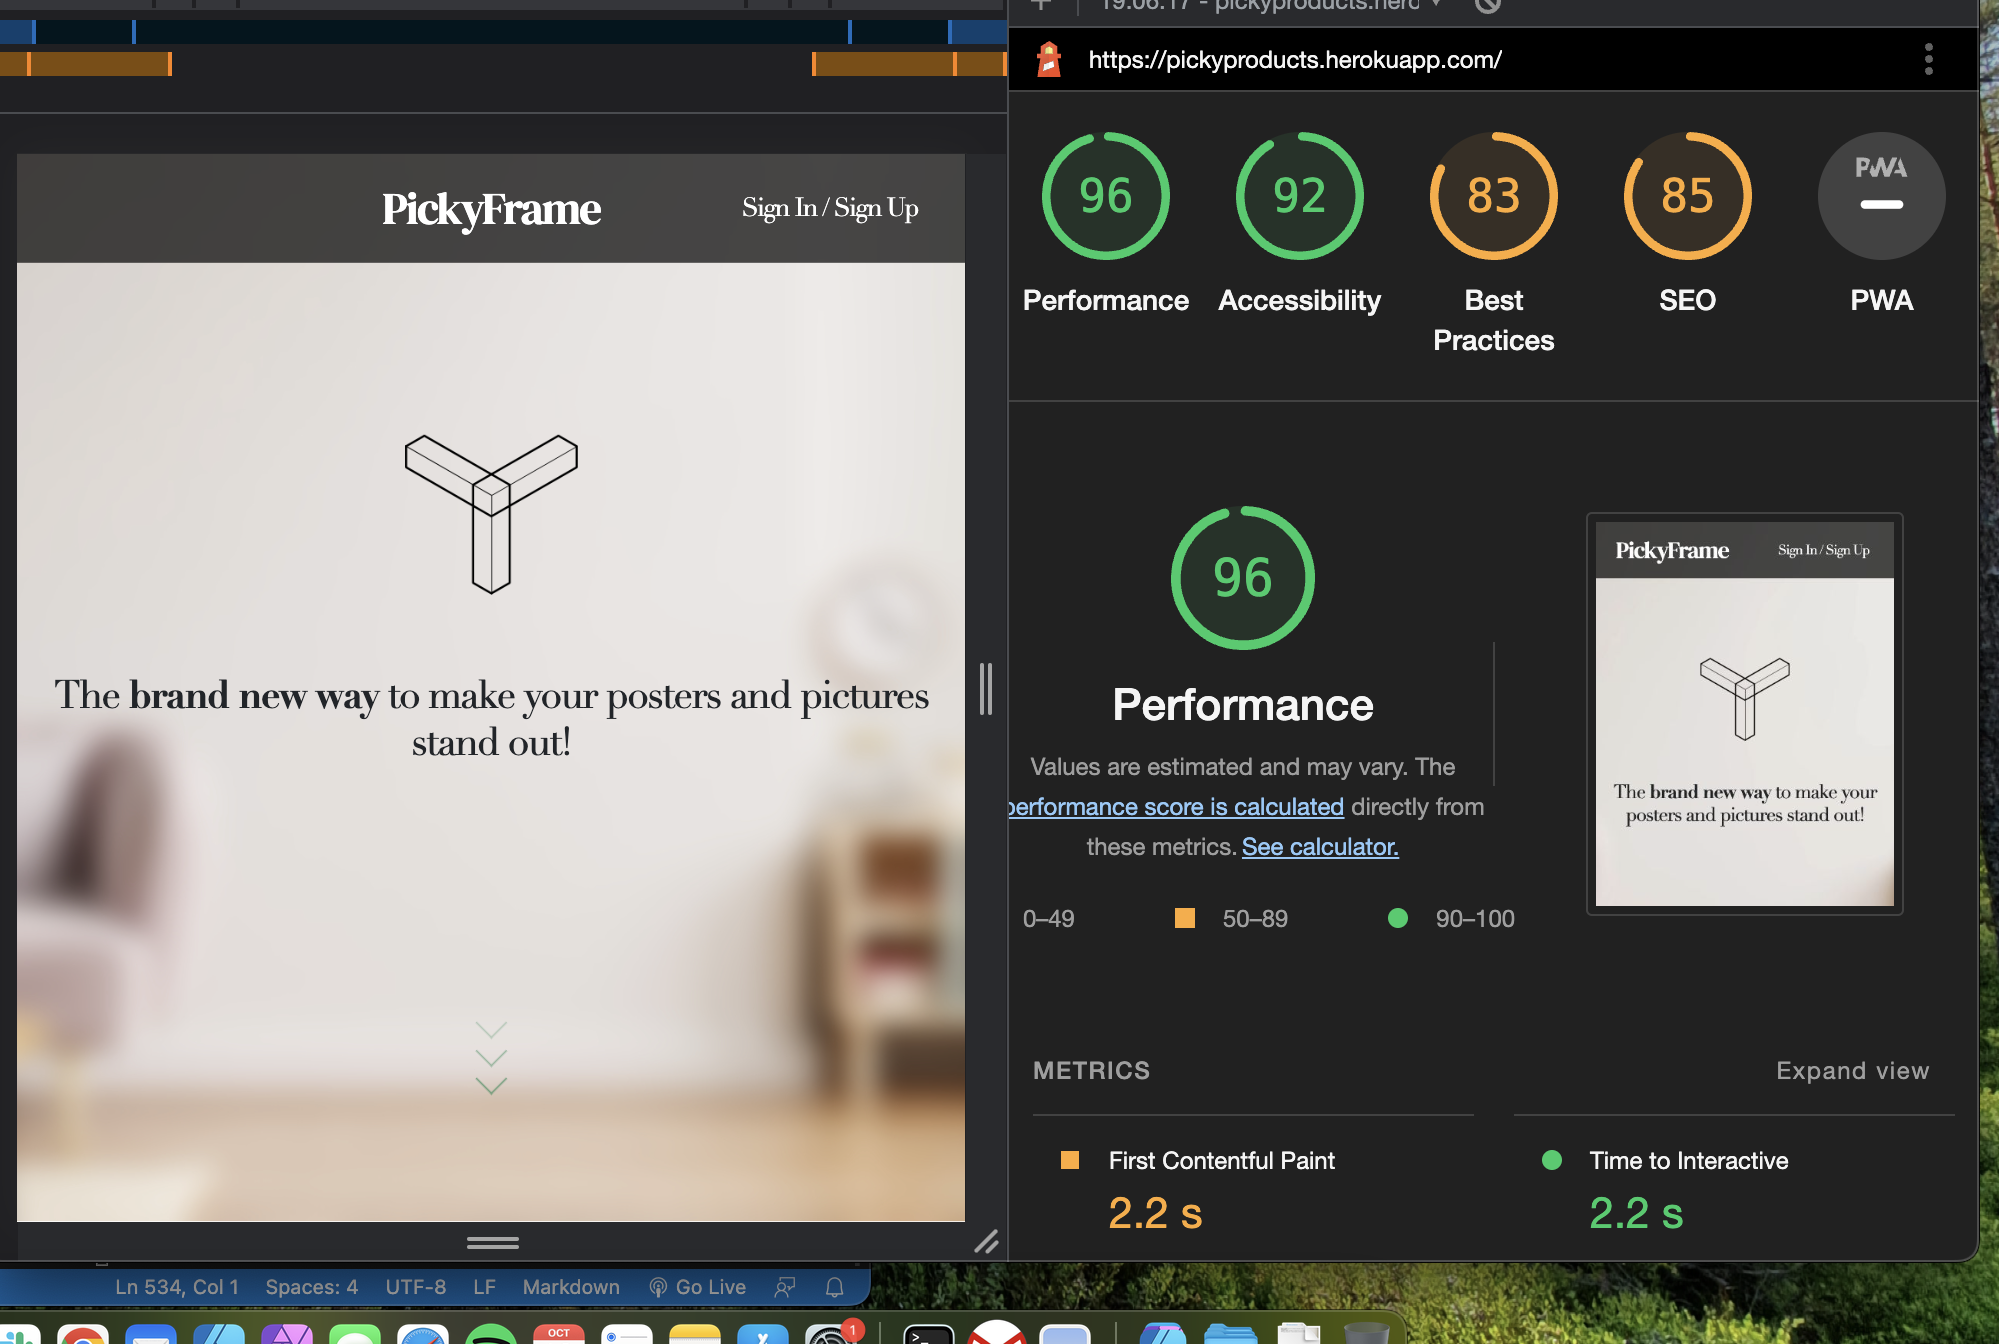 19.06.17 - pickyproducts.hero
https://pickyproducts.herokuapp.com/
96
92
83
85
PWA
Performance
Accessibility
Best
Practices
SEO
PWA
PickyFrame
Sign In / Sign Up
The brand new way to make your posters and pictures
stand out!
96
Performance
Values are estimated and may vary. The
performance score is calculated directly from
these metrics. See calculator.
0–49
50–89
90–100
PickyFrame
Sign In / Sign Up
The brand new way to make your
posters and pictures stand out!
METRICS
Expand view
First Contentful Paint
2.2 s
Time to Interactive
2.2 s
Ln 534, Col 1
Spaces: 4
UTF-8
LF
Markdown
Go Live
OCT
1